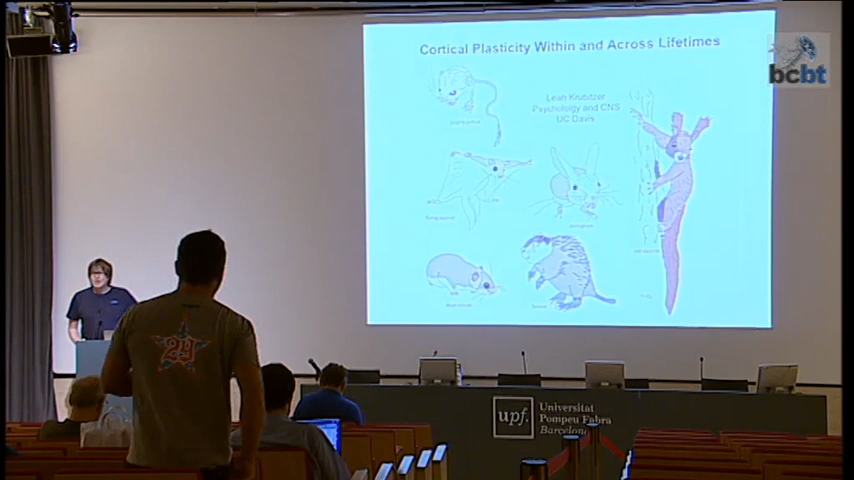 Cortical Plasticity Within and Across Lifetimes
Leah Krubitzer
Psychology and CNS
UC Davis
bcbt
29
upf.
Universitat
Pompeu Fabra
Barcelona